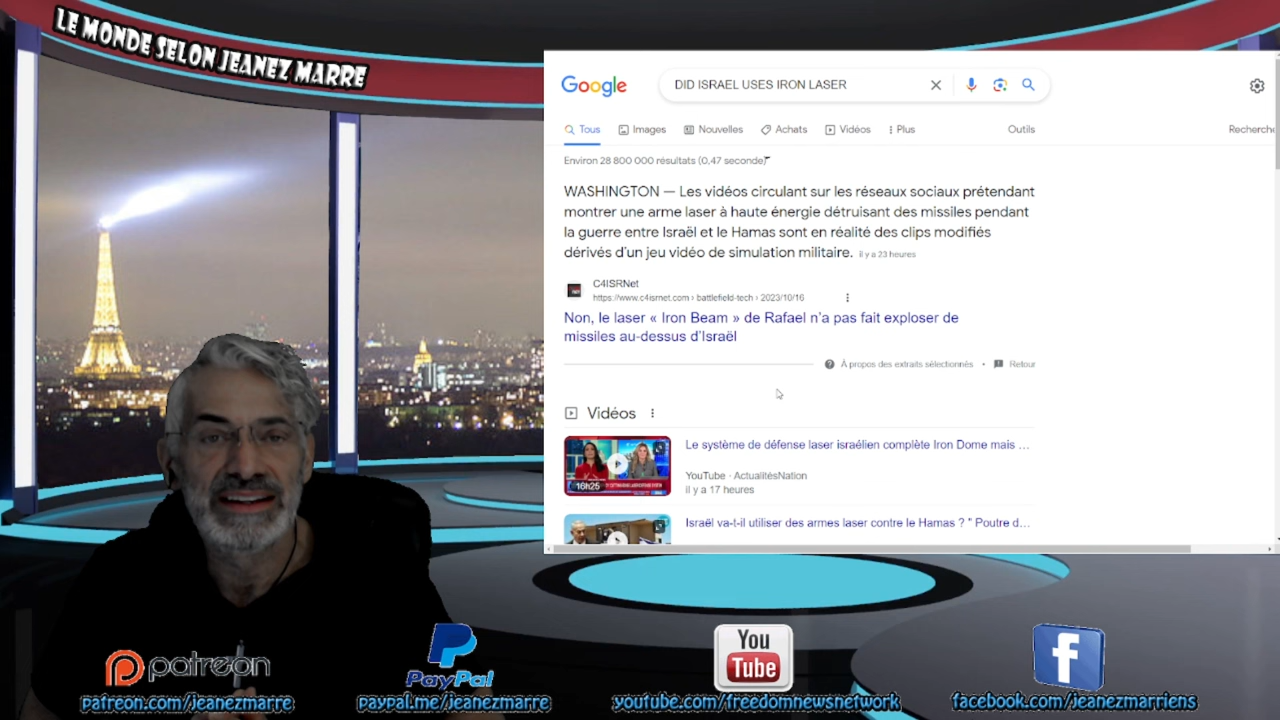 LE MONDE SELON JEANEZ MARRE
Google
DID ISRAEL USES IRON LASER
Tous
Images
Nouvelles
Achats
Vidéos
Plus
Outils
Environ 28 800 000 résultats (0,47 seconde)
WASHINGTON — Les vidéos circulant sur les réseaux sociaux prétendant
montrer une arme laser à haute énergie détruisant des missiles pendant
la guerre entre Israël et le Hamas sont en réalité des clips modifiés
dérivés d'un jeu vidéo de simulation militaire. il y a 23 heures
C4ISRNet
https://www.c4isrnet.com › battlefield-tech › 2023/10/16
Non, le laser « Iron Beam » de Rafael n'a pas fait exploser de
missiles au-dessus d'Israël
À propos des extraits sélectionnés • Retour
Vidéos
Le système de défense laser israélien complète Iron Dome mais ...
YouTube · ActualitésNation
il y a 17 heures
16h25
Israël va-t-il utiliser des armes laser contre le Hamas ? " Poutre d...
patreon
patreon.com/jeanezmarre
PayPal
paypal.me/jeanezmarre
You
Tube
youtube.com/freedomnewsnetwork
f
facebook.com/jeanezmarriens